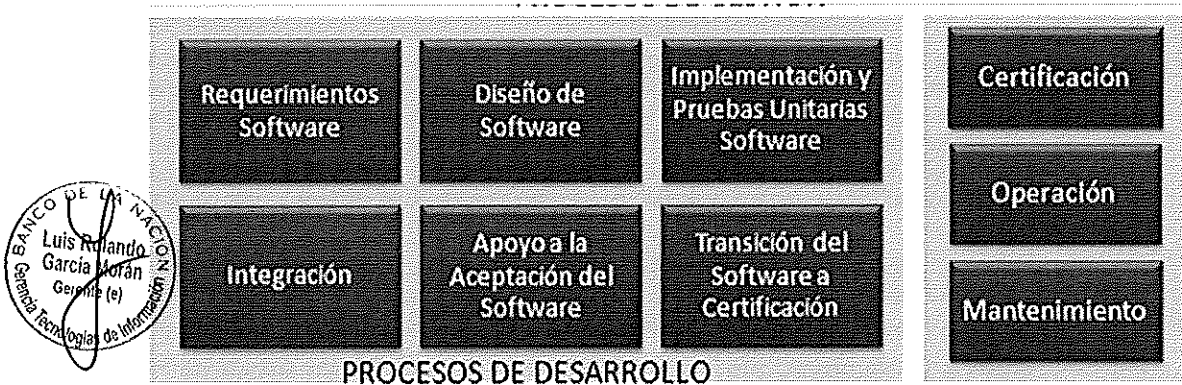 Requerimientos
Software
Diseño de
Software
Implementación y
Pruebas Unitarias
Software
Certificación
Operación
Integración
Apoyo a la
Aceptación del
Software
Transición del
Software a
Certificación
Mantenimiento
PROCESOS DE DESARROLLO
BANCO DE LA NACIÓN
Luis Rolando
García Morán
Gerente (e)
Gerencia Tecnologías de Información